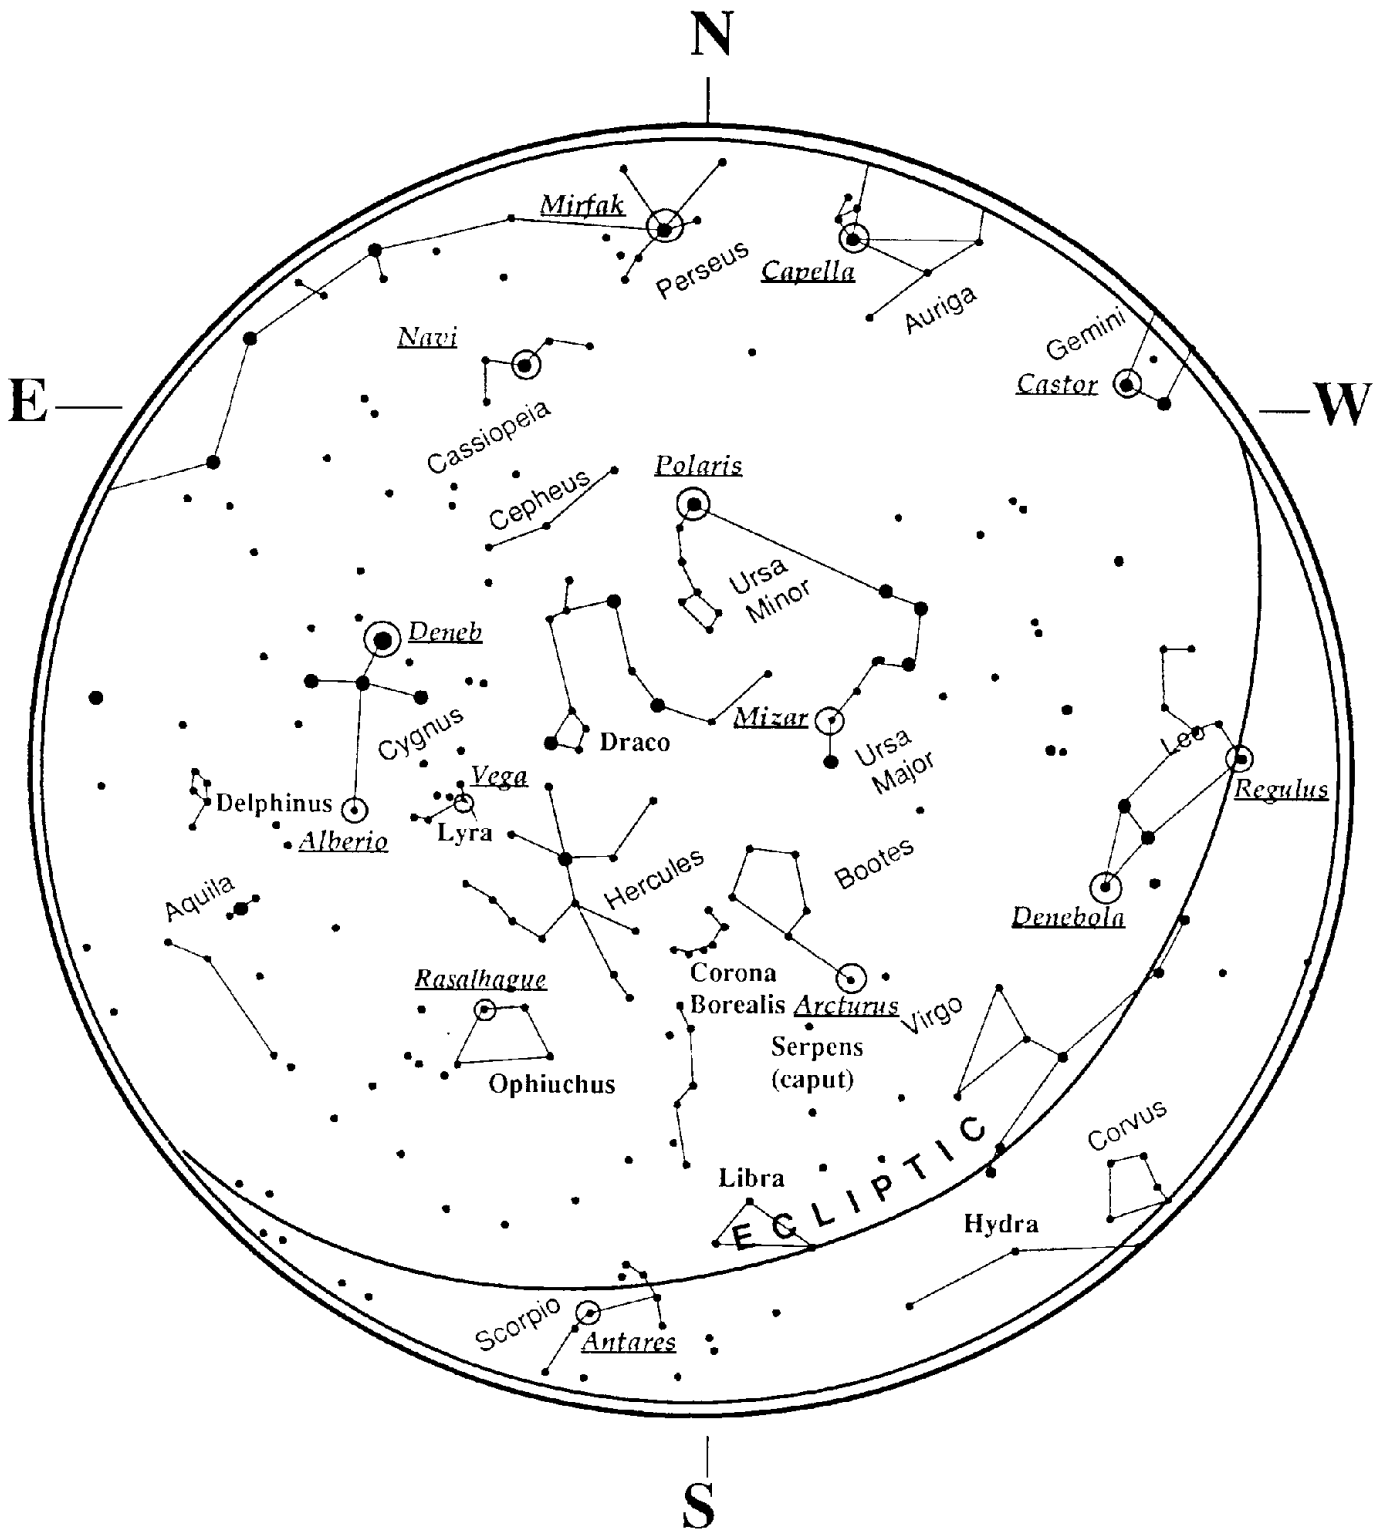 N
Mirfak
Perseus
Capella
Auriga
Navi
Gemini
Castor
E
W
Cassiopeia
Polaris
Cepheus
Ursa
Minor
Deneb
Mizar
Cygnus
Draco
Ursa
Major
Leo
Vega
Regulus
Delphinus
Alberio
Lyra
Hercules
Bootes
Aquila
Denebola
Rasalhague
Corona
Borealis
Arcturus
Virgo
Serpens
(caput)
Ophiuchus
Corvus
Libra
ECLIPTIC
Hydra
Scorpio
Antares
S